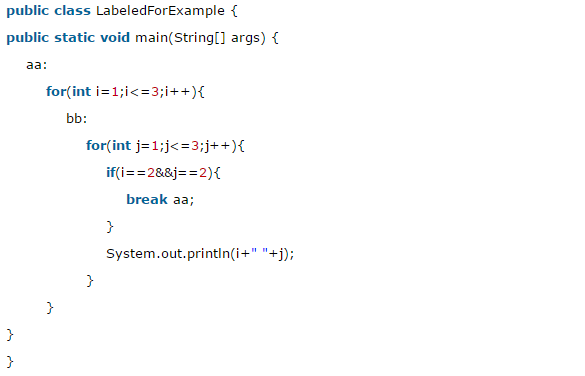 public class LabeledForExample {
public static void main(String[] args) {
aa:
for(int i=1;i<=3;i++){
bb:
for(int j=1;j<=3;j++){
if(i==2&&j==2){
break aa;
}
System.out.println(i+" "+j);
}
}
}
}